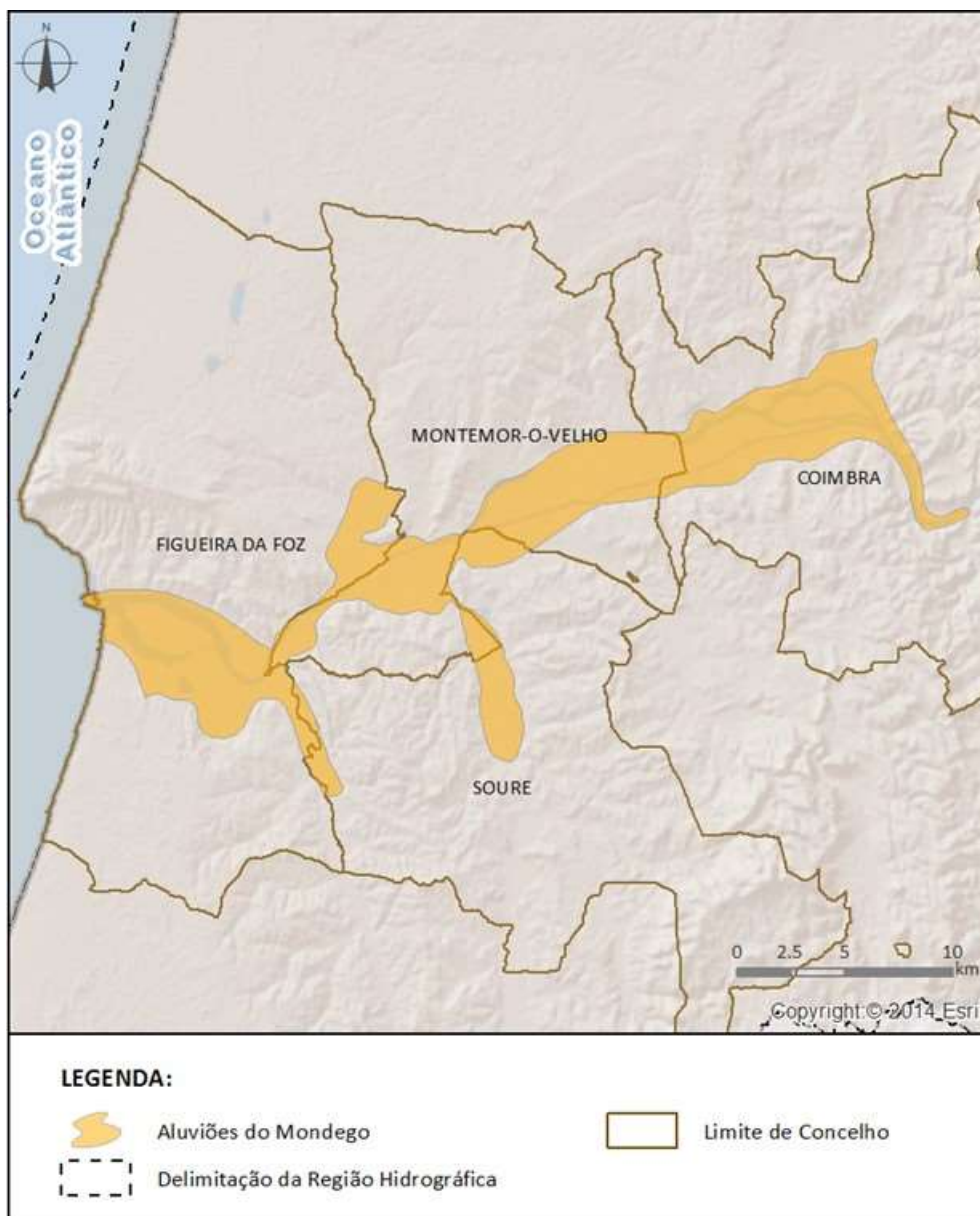 N
Oceano
Atlântico
MONTEMOR-O-VELHO
COIMBRA
FIGUEIRA DA FOZ
SOURE
0 2.5 5 10
km
Copyright:© 2014 Esri
LEGENDA:
Aluviões do Mondego
Limite de Concelho
Delimitação da Região Hidrográfica